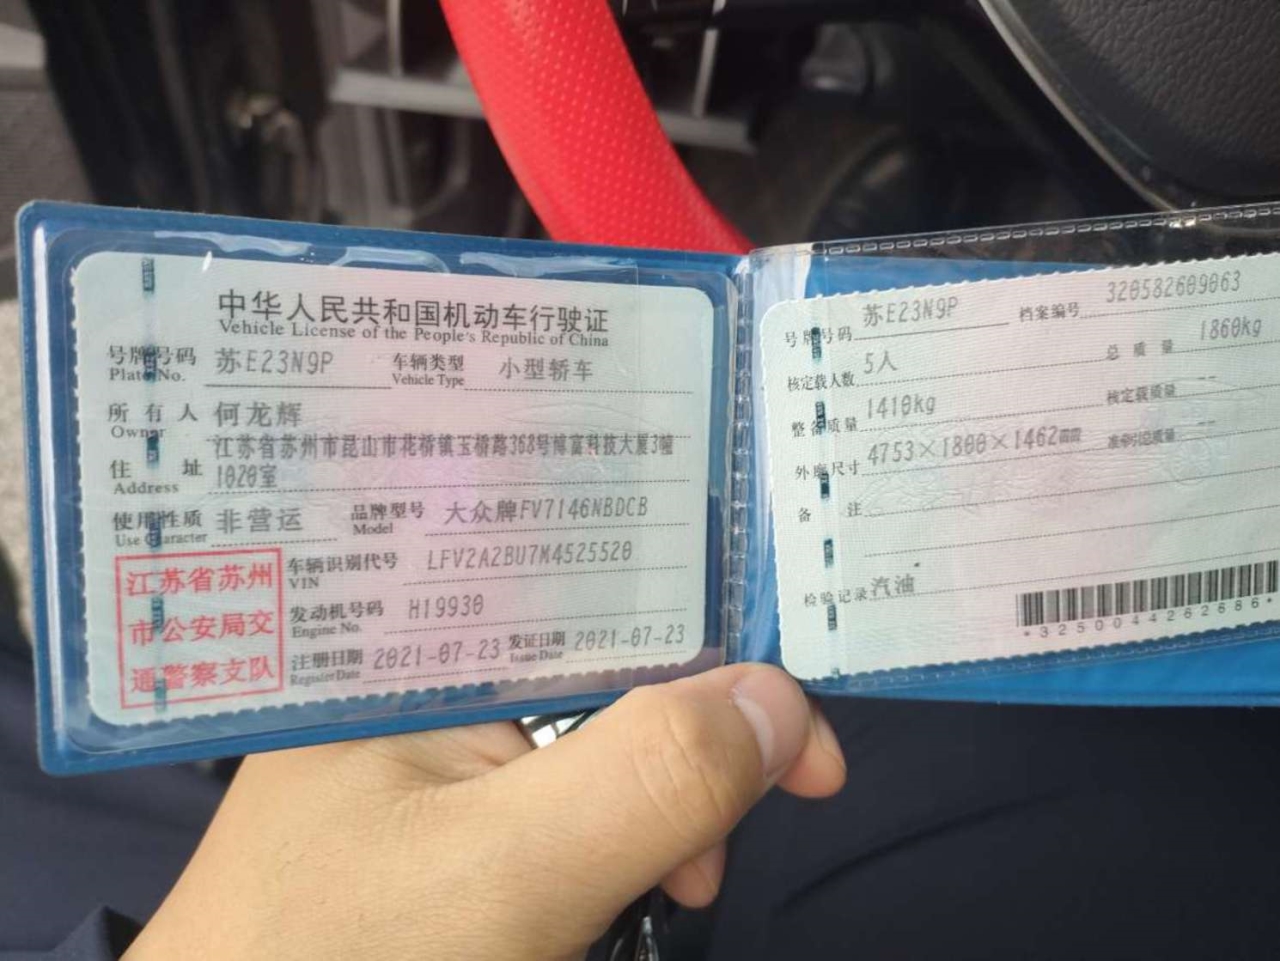 中华人民共和国机动车行驶证
Vehicle License of the People's Republic of China
号牌号码 苏E23N9P 车辆类型 小型轿车
Plate No. Vehicle Type
所有人 何龙辉
Owner
住址 江苏省苏州市昆山市花桥镇玉桥路368号博富科技大厦3幢
1020室
Address
使用性质 非营运 品牌型号 大众牌FV7146NBDCB
Use Character Model
江苏省苏州
市公安局交
通警察支队
车辆识别代号 LFV2A2BU7M4525520
VIN
发动机号码 H19930
Engine No.
注册日期 2021-07-23 发证日期 2021-07-23
Register Date Issue Date
号牌号码 苏E23N9P 档案编号 320582609063
核定载人数 5人 总质量 1860kg
整备质量 1410kg 核定载质量 --
外廓尺寸 4753×1800×1462mm 准牵引总质量 --
备注
检验记录 汽油
*3250044262686*